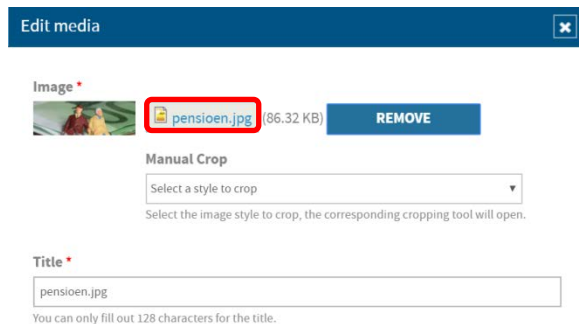 Edit media
Image *
pensioen.jpg (86.32 KB) REMOVE
Manual Crop
Select a style to crop
Select the image style to crop, the corresponding cropping tool will open.
Title *
pensioen.jpg
You can only fill out 128 characters for the title.